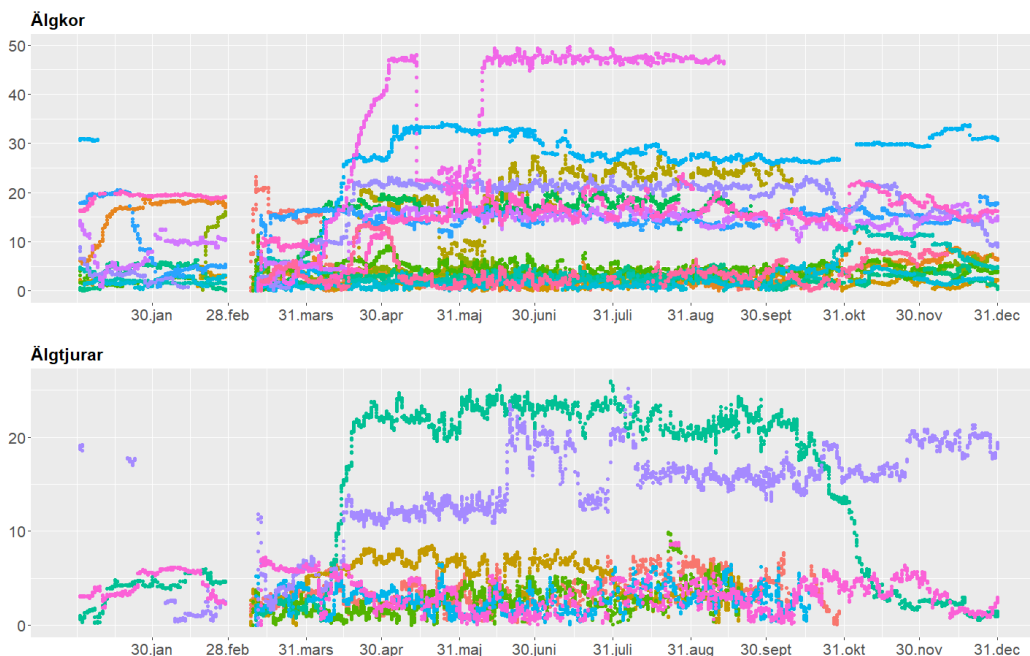 Älgkor
50
40
30
20
10
0
30.jan 28.feb 31.mars 30.apr 31.maj 30.juni 31.juli 31.aug 30.sept 31.okt 30.nov 31.dec
Älgtjurar
20
10
0
30.jan 28.feb 31.mars 30.apr 31.maj 30.juni 31.juli 31.aug 30.sept 31.okt 30.nov 31.dec